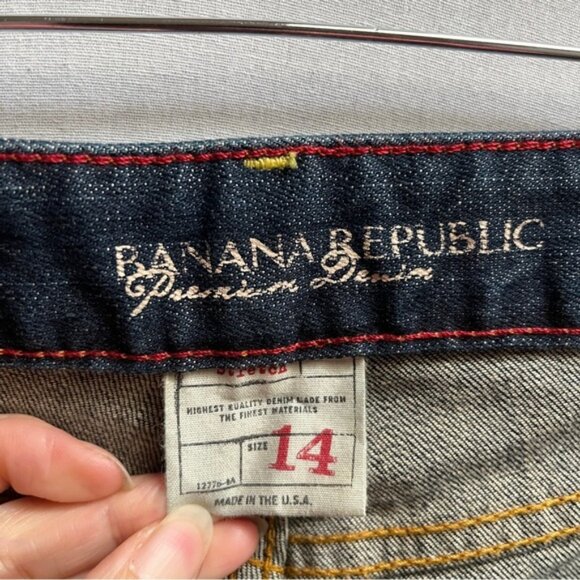 BANANA REPUBLIC
Premium Denim
Stretch
HIGHEST QUALITY DENIM MADE FROM
THE FINEST MATERIALS
SIZE 14
MADE IN THE U.S.A.